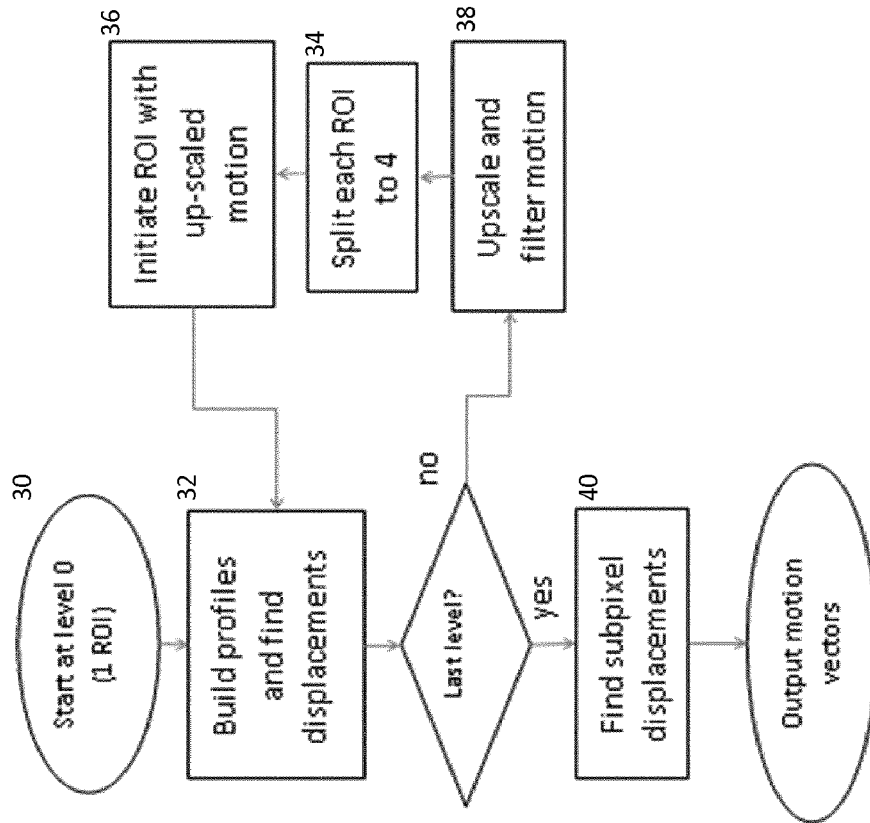 30
Start at level 0
(1 ROI)
32
Build profiles
and find
displacements
Last level?
no
yes
40
Find subpixel
displacements
Output motion
vectors
36
Initiate ROI with
up-scaled
motion
34
Split each ROI
to 4
38
Upscale and
filter motion